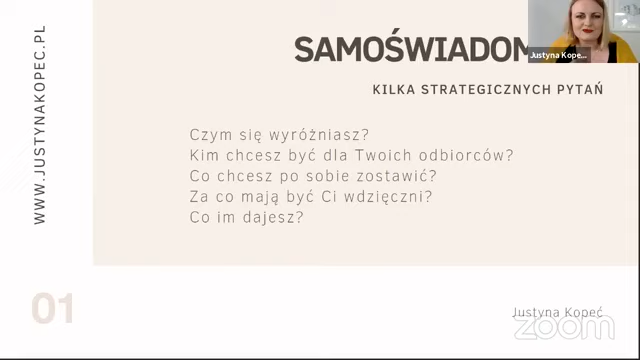 WWW.JUSTYNAKOPEC.PL
SAMOŚWIADOM
Justyna Kope...
KILKA STRATEGICZNYCH PYTAŃ
Czym się wyróżniasz?
Kim chcesz być dla Twoich odbiorców?
Co chcesz po sobie zostawić?
Za co mają być Ci wdzięczni?
Co im dajesz?
01
Justyna Kopeć
zoom